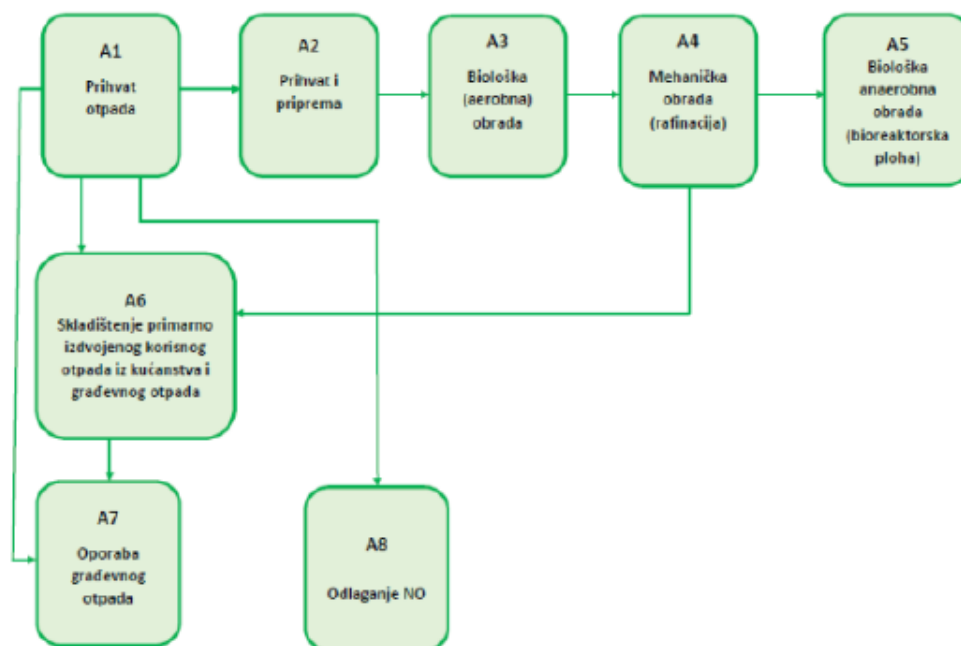 A1
Prihvat
otpada
A2
Prihvat i
priprema
A3
Biološka
(aerobna)
obrada
A4
Mehanička
obrada
(rafinacija)
A5
Biološka
anaerobna
obrada
(bioreaktorska
ploha)
A6
Skladištenje primarno
izdvojenog korisnog
otpada iz kućanstva i
građevnog otpada
A7
Oporaba
građevnog
otpada
A8
Odlaganje NO